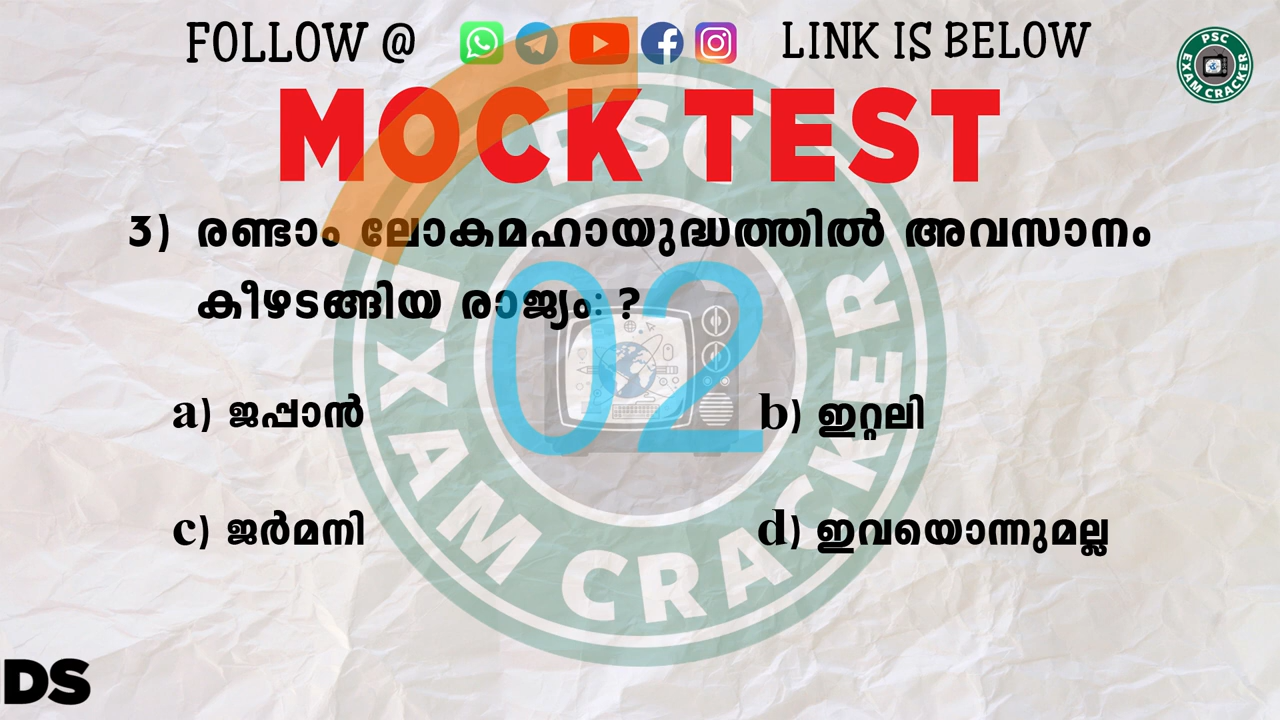 FOLLOW @ LINK IS BELOW
PSC EXAM CRACKER
MOCK TEST
3) രണ്ടാം ലോകമഹായുദ്ധത്തിൽ അവസാനം
കീഴടങ്ങിയ രാജ്യം: ?
02
a) ജപ്പാൻ
b) ഇറ്റലി
c) ജർമനി
d) ഇവയൊന്നുമല്ല
PSC EXAM CRACKER
DS